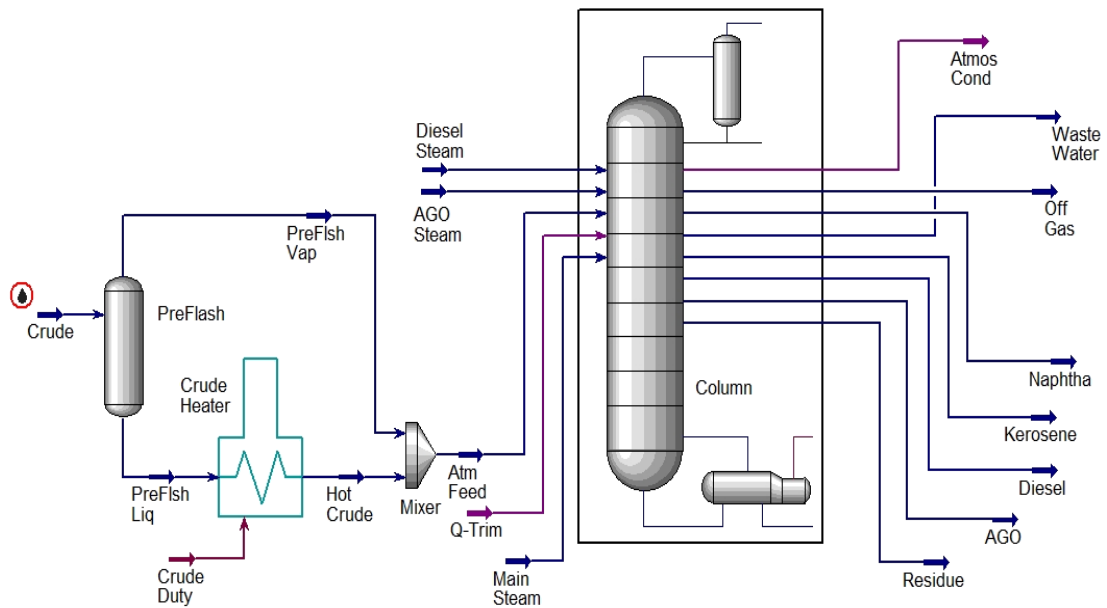 Atmos
Cond
Waste
Water
Diesel
Steam
AGO
Steam
Off
Gas
PreFlsh
Vap
PreFlash
Crude
Crude
Heater
Column
Naphtha
Kerosene
PreFlsh
Liq
Hot
Crude
Mixer
Atm
Feed
Q-Trim
Diesel
AGO
Crude
Duty
Main
Steam
Residue